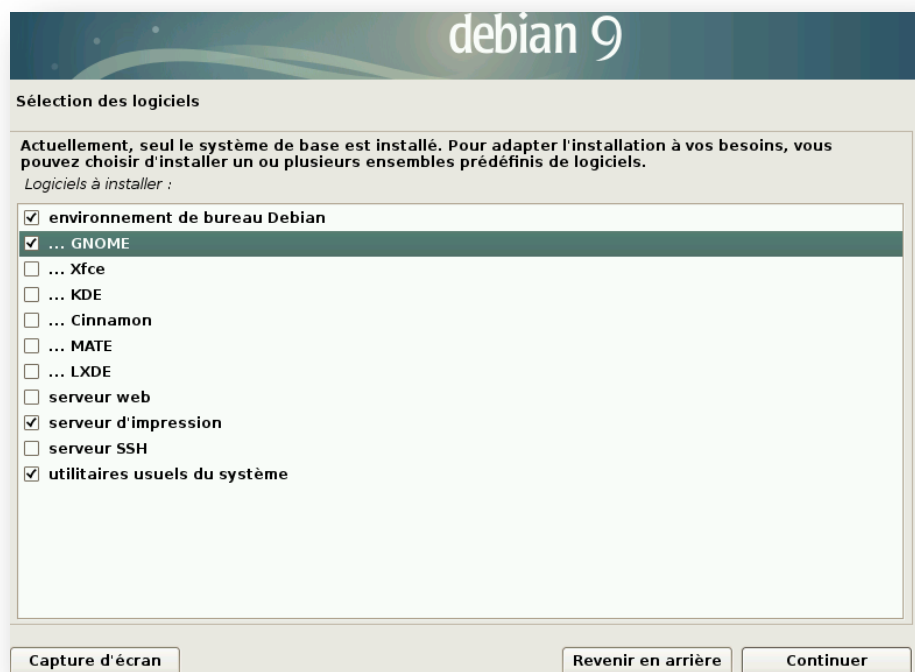 debian 9
Sélection des logiciels
Actuellement, seul le système de base est installé. Pour adapter l'installation à vos besoins, vous
pouvez choisir d'installer un ou plusieurs ensembles prédéfinis de logiciels.
Logiciels à installer :
environnement de bureau Debian
... GNOME
... Xfce
... KDE
... Cinnamon
... MATE
... LXDE
serveur web
serveur d'impression
serveur SSH
utilitaires usuels du système
Capture d'écran
Revenir en arrière
Continuer